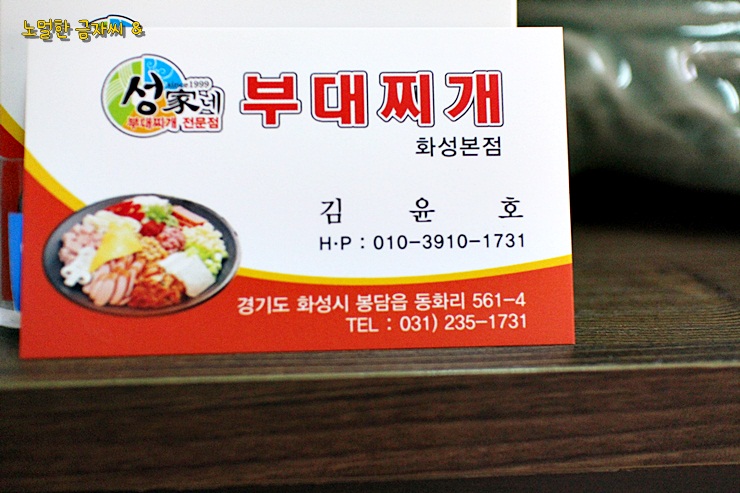 노멀한 금자씨 &
since 1999
성家네
부대찌개 전문점
부대찌개
화성본점
김 윤 호
H·P : 010-3910-1731
경기도 화성시 봉담읍 동화리 561-4
TEL : 031) 235-1731